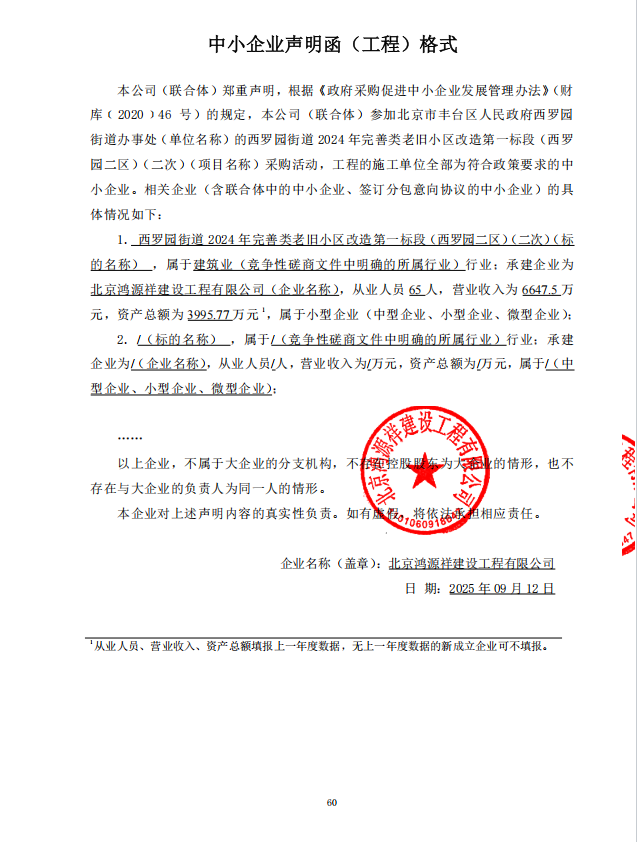 中小企业声明函（工程）格式
本公司（联合体）郑重声明，根据《政府采购促进中小企业发展管理办法》（财
库﹝2020﹞46 号）的规定，本公司（联合体）参加北京市丰台区人民政府西罗园
街道办事处（单位名称）的西罗园街道 2024 年完善类老旧小区改造第一标段（西罗
园二区）（二次）（项目名称）采购活动，工程的施工单位全部为符合政策要求的中
小企业。相关企业（含联合体中的中小企业、签订分包意向协议的中小企业）的具
体情况如下：
1. 西罗园街道 2024 年完善类老旧小区改造第一标段（西罗园二区）（二次）（标
的名称） ，属于建筑业（竞争性磋商文件中明确的所属行业）行业；承建企业为
北京鸿源祥建设工程有限公司（企业名称），从业人员 65 人，营业收入为 6647.5 万
元，资产总额为 3995.77 万元¹，属于小型企业（中型企业、小型企业、微型企业）；
2. /（标的名称） ，属于/（竞争性磋商文件中明确的所属行业）行业；承建
企业为/（企业名称），从业人员/人，营业收入为/万元，资产总额为/万元，属于/（中
型企业、小型企业、微型企业）；
……
以上企业，不属于大企业的分支机构，不存在控股股东为大企业的情形，也不
存在与大企业的负责人为同一人的情形。
本企业对上述声明内容的真实性负责。如有虚假，将依法承担相应责任。
北京鸿源祥建设工程有限公司
企业名称（盖章）：北京鸿源祥建设工程有限公司
日 期：2025 年 09 月 12 日
¹从业人员、营业收入、资产总额填报上一年度数据，无上一年度数据的新成立企业可不填报。
60